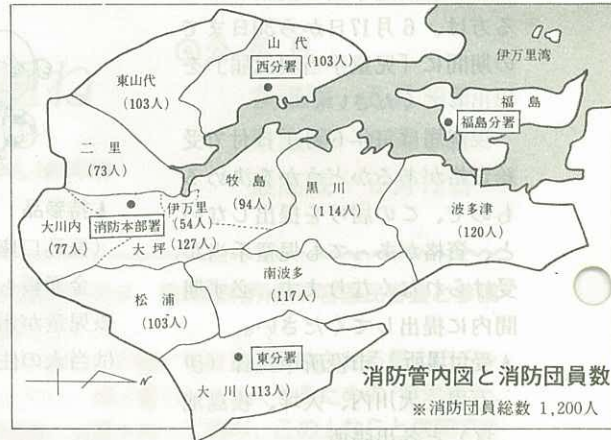 山代
(103人)
西分署
伊万里湾
東山代
(103人)
福島
福島分署
二里
(73人)
牧島
(94人)
黒川
(114人)
波多津
(120人)
伊万里
(54人)
消防本部署
大川内
(77人)
大坪
(127人)
南波多
(117人)
松浦
(103人)
東分署
大川(113人)
N
消防管内図と消防団員数
※消防団員総数 1,200人